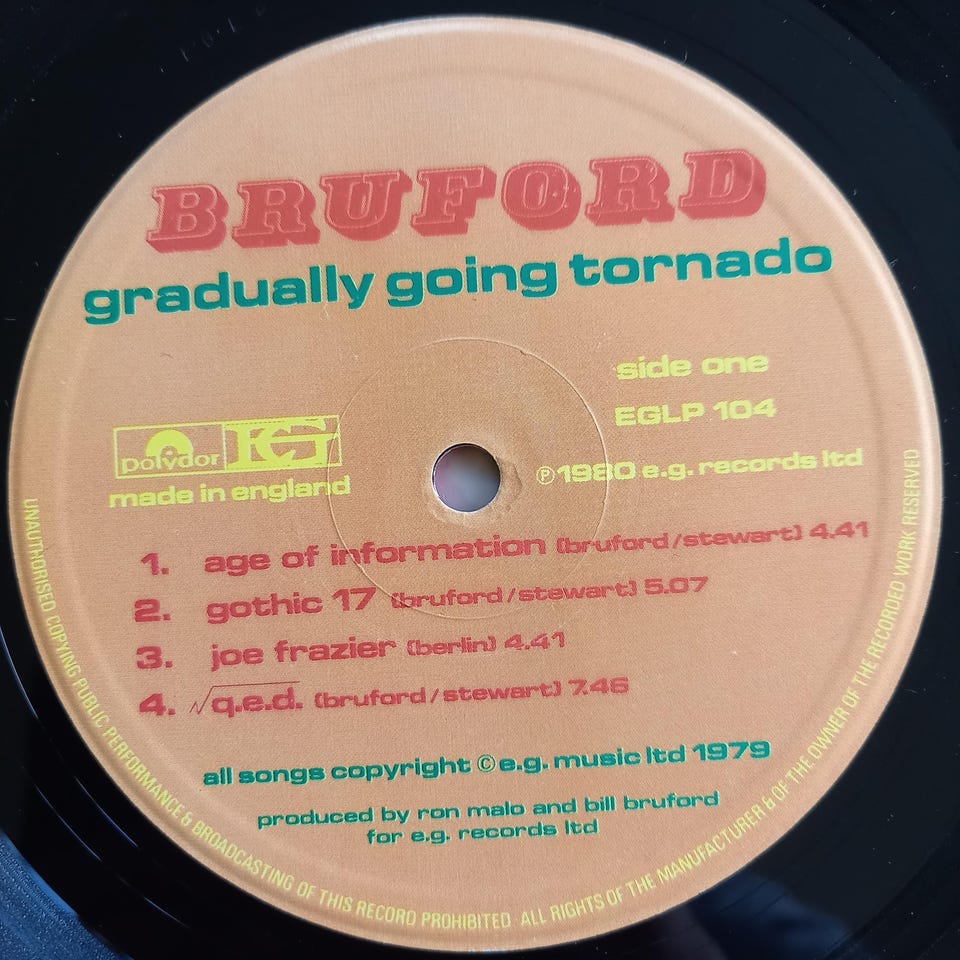 BRUFORD
gradually going tornado
side one
EGLP 104
polydor EG
made in england
℗1980 e.g. records ltd
1. age of information (bruford/stewart) 4.41
2. gothic 17 (bruford/stewart) 5.07
3. joe frazier (berlin) 4.41
4. √q.e.d. (bruford/stewart) 7.46
all songs copyright © e.g. music ltd 1979
produced by ron malo and bill bruford
for e.g. records ltd
UNAUTHORISED COPYING PUBLIC PERFORMANCE & BROADCASTING OF THIS RECORD PROHIBITED · ALL RIGHTS OF THE MANUFACTURER & OF THE OWNER OF THE RECORDED WORK RESERVED